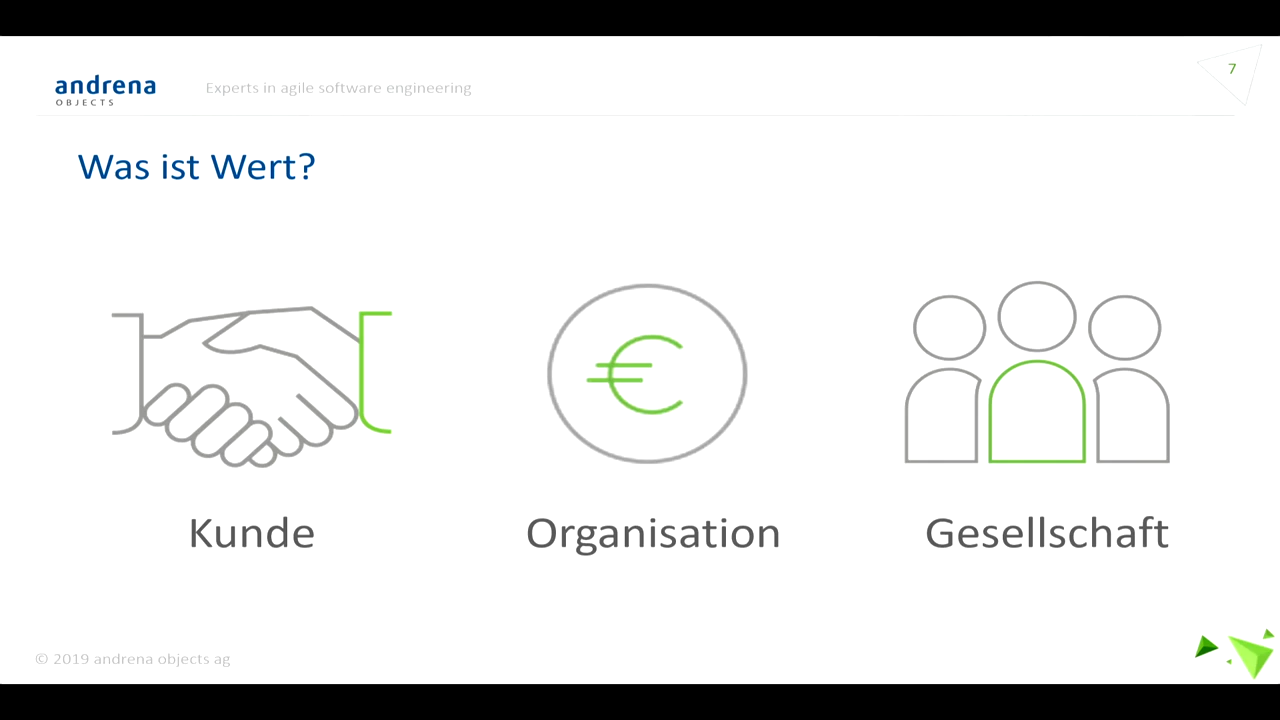 andrena
OBJECTS
Experts in agile software engineering
7
Was ist Wert?
€
Kunde
Organisation
Gesellschaft
© 2019 andrena objects ag